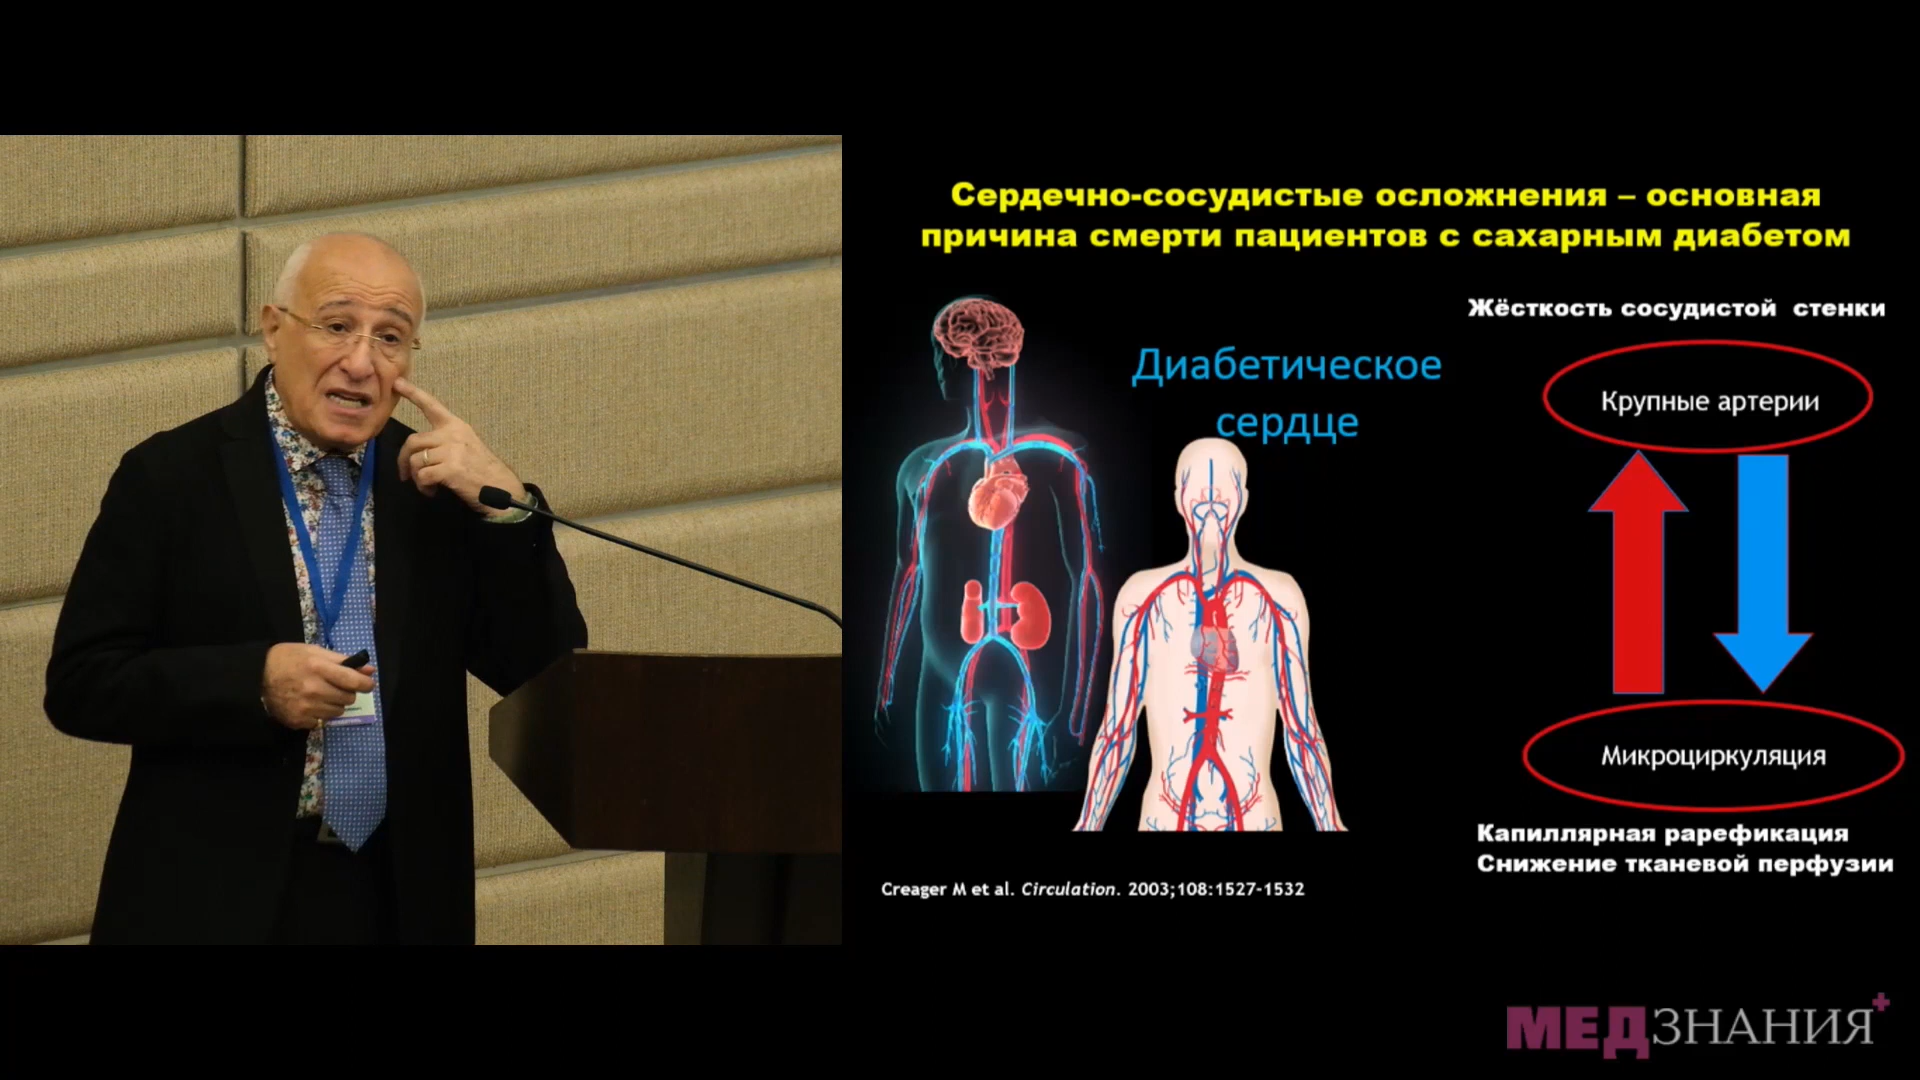 Сердечно-сосудистые осложнения – основная
причина смерти пациентов с сахарным диабетом
Жёсткость сосудистой стенки
Диабетическое
сердце
Крупные артерии
Микроциркуляция
Капиллярная рарефикация
Снижение тканевой перфузии
Creager M et al. Circulation. 2003;108:1527-1532
МЕДЗНАНИЯ+